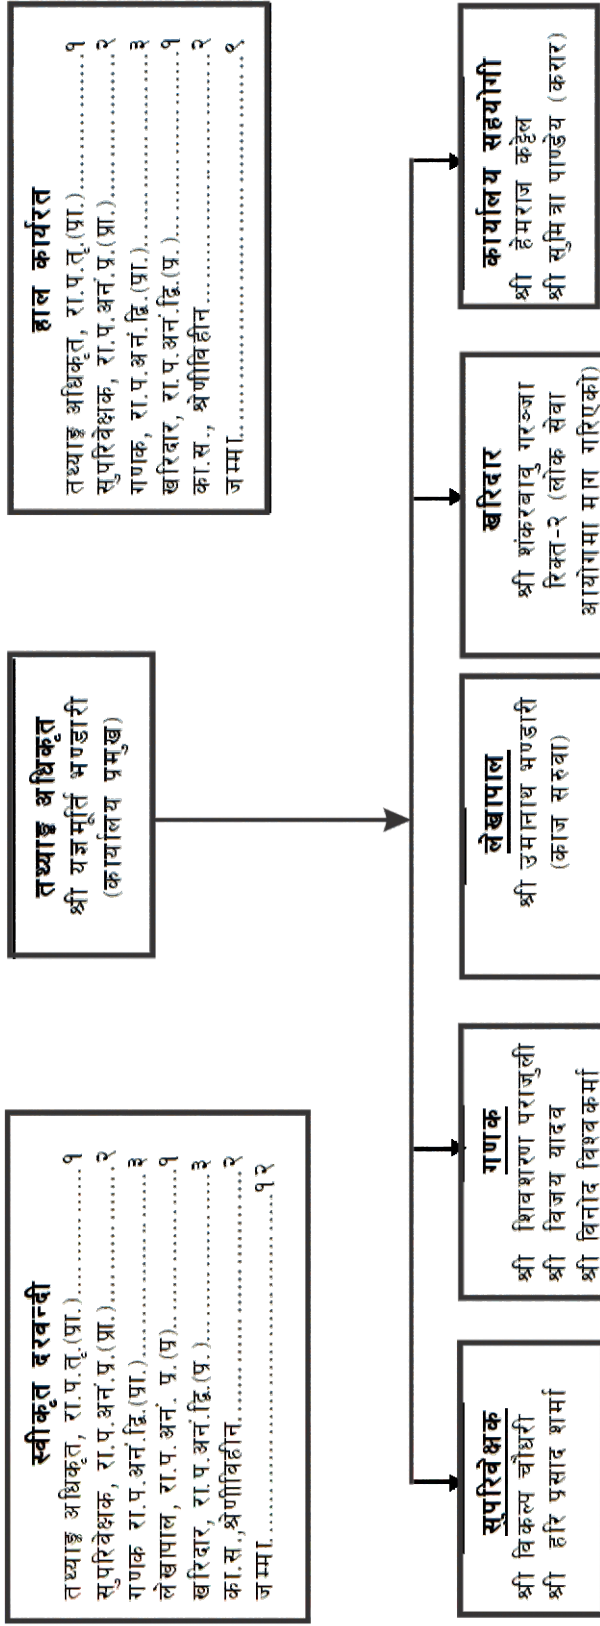 स्वीकृत दरवन्दी
तथ्याङ्क अधिकृत, रा.प.तृ.(प्रा.)..................१
सुपरिवेक्षक, रा.प.अनं.प्र.(प्रा.)......................२
गणक रा.प.अनं.द्वि.(प्रा.)..............................३
लेखापाल, रा.प.अनं. प्र.(प्र)..........................१
खरिदार, रा.प.अनं.द्वि.(प्र.)............................३
का.स.,श्रेणीविहीन........................................२
जम्मा........................................................१२
तथ्याङ्क अधिकृत
श्री यज्ञमूर्ति भण्डारी
(कार्यालय प्रमुख)
हाल कार्यरत
तथ्याङ्क अधिकृत, रा.प.तृ.(प्रा.)..................१
सुपरिवेक्षक, रा.प.अनं.प्र.(प्रा.)......................२
गणक, रा.प.अनं.द्वि.(प्रा.)..............................३
खरिदार, रा.प.अनं.द्वि.(प्र.)............................१
का.स., श्रेणीविहीन........................................२
जम्मा........................................................९
सुपरिवेक्षक
श्री विकल्प चौधरी
श्री हरि प्रसाद शर्मा
गणक
श्री शिवशरण पराजुली
श्री विजय यादव
श्री विनोद विश्वकर्मा
लेखापाल
श्री उमानाथ भण्डारी
(काज सरुवा)
खरिदार
श्री शंकरबाबु गुरञ्जा
रिक्त-२ (लोक सेवा
आयोगमा माग गरिएको)
कार्यालय सहयोगी
श्री हेमराज कडेल
श्री सुमित्रा पाण्डेय (करार)